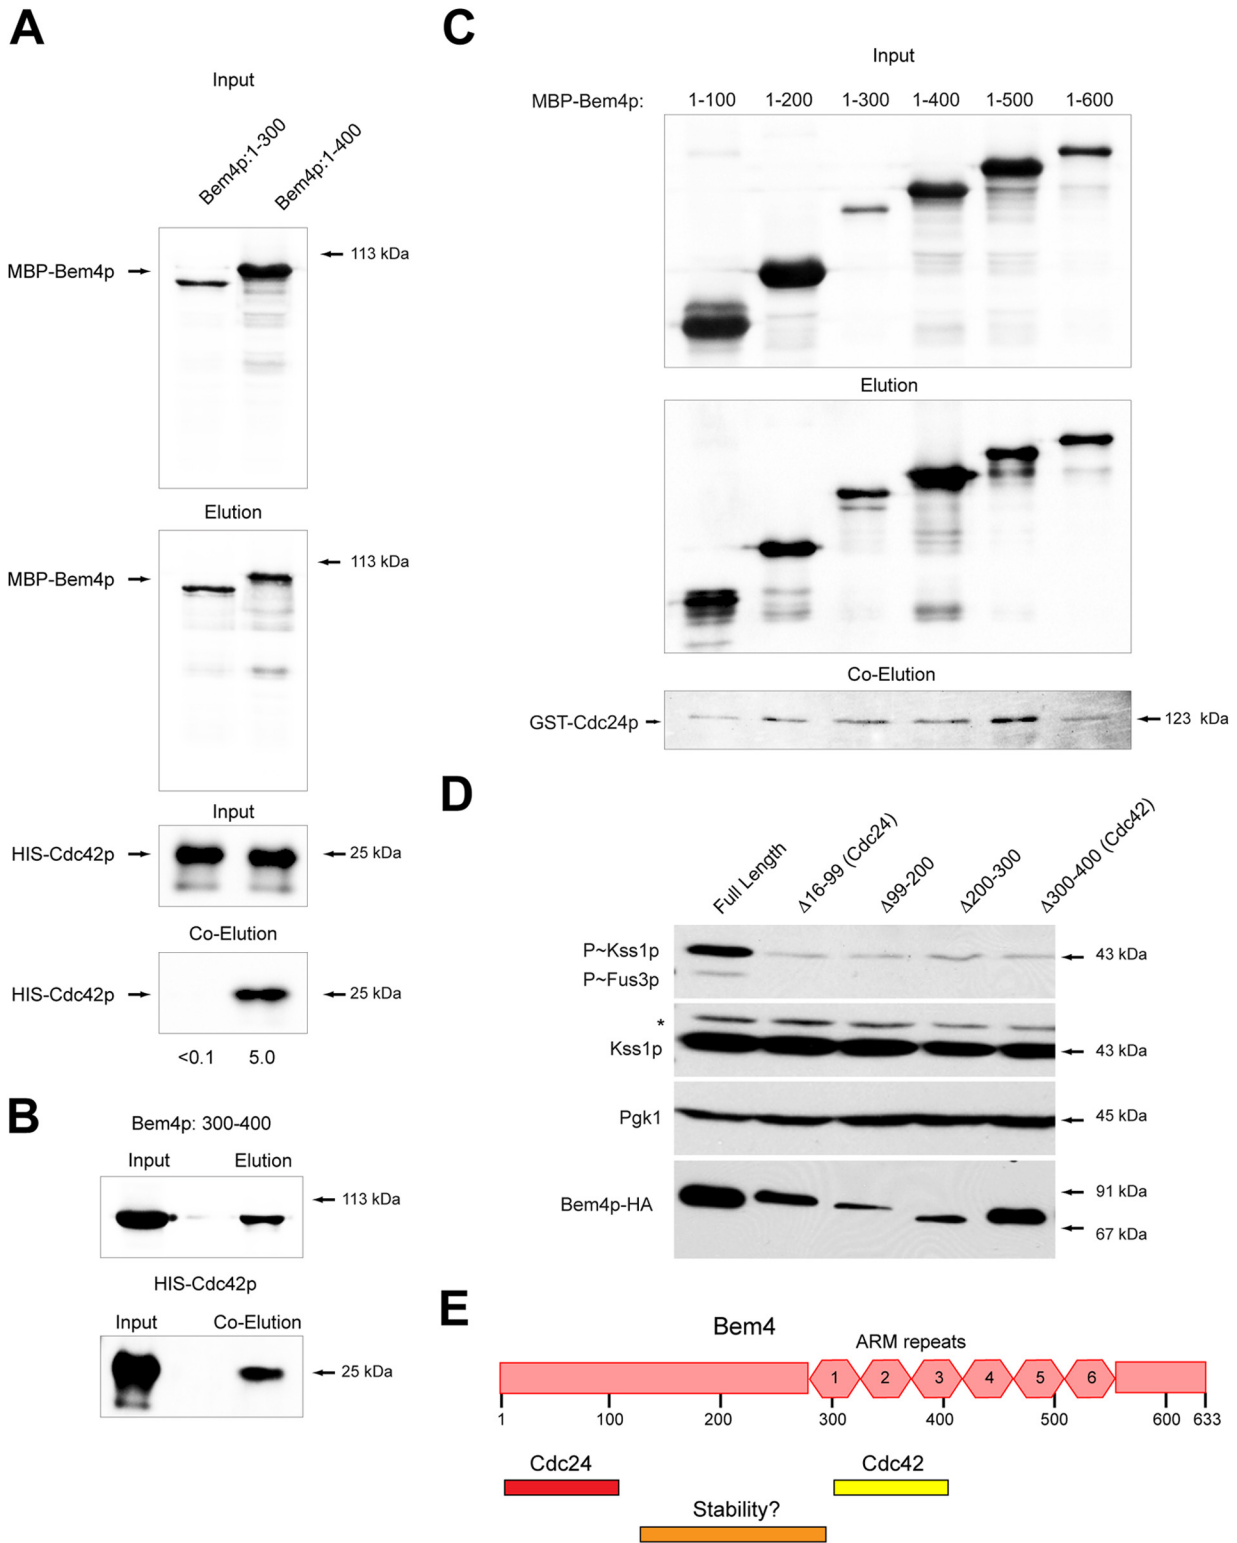 A
Input
Bem4p:1-300
Bem4p:1-400
113 kDa
MBP-Bem4p
Elution
113 kDa
MBP-Bem4p
Input
HIS-Cdc42p
25 kDa
Co-Elution
HIS-Cdc42p
25 kDa
<0.1 5.0
B
Bem4p: 300-400
Input Elution
113 kDa
HIS-Cdc42p
Input Co-Elution
25 kDa
C
Input
MBP-Bem4p: 1-100 1-200 1-300 1-400 1-500 1-600
Elution
Co-Elution
GST-Cdc24p
123 kDa
D
Full Length
Δ16-99 (Cdc24)
Δ99-200
Δ200-300
Δ300-400 (Cdc42)
P~Kss1p
43 kDa
P~Fus3p
*
Kss1p
43 kDa
Pgk1
45 kDa
Bem4p-HA
91 kDa
67 kDa
E
Bem4
ARM repeats
1 2 3 4 5 6
1 100 200 300 400 500 600 633
Cdc24 Cdc42
Stability?